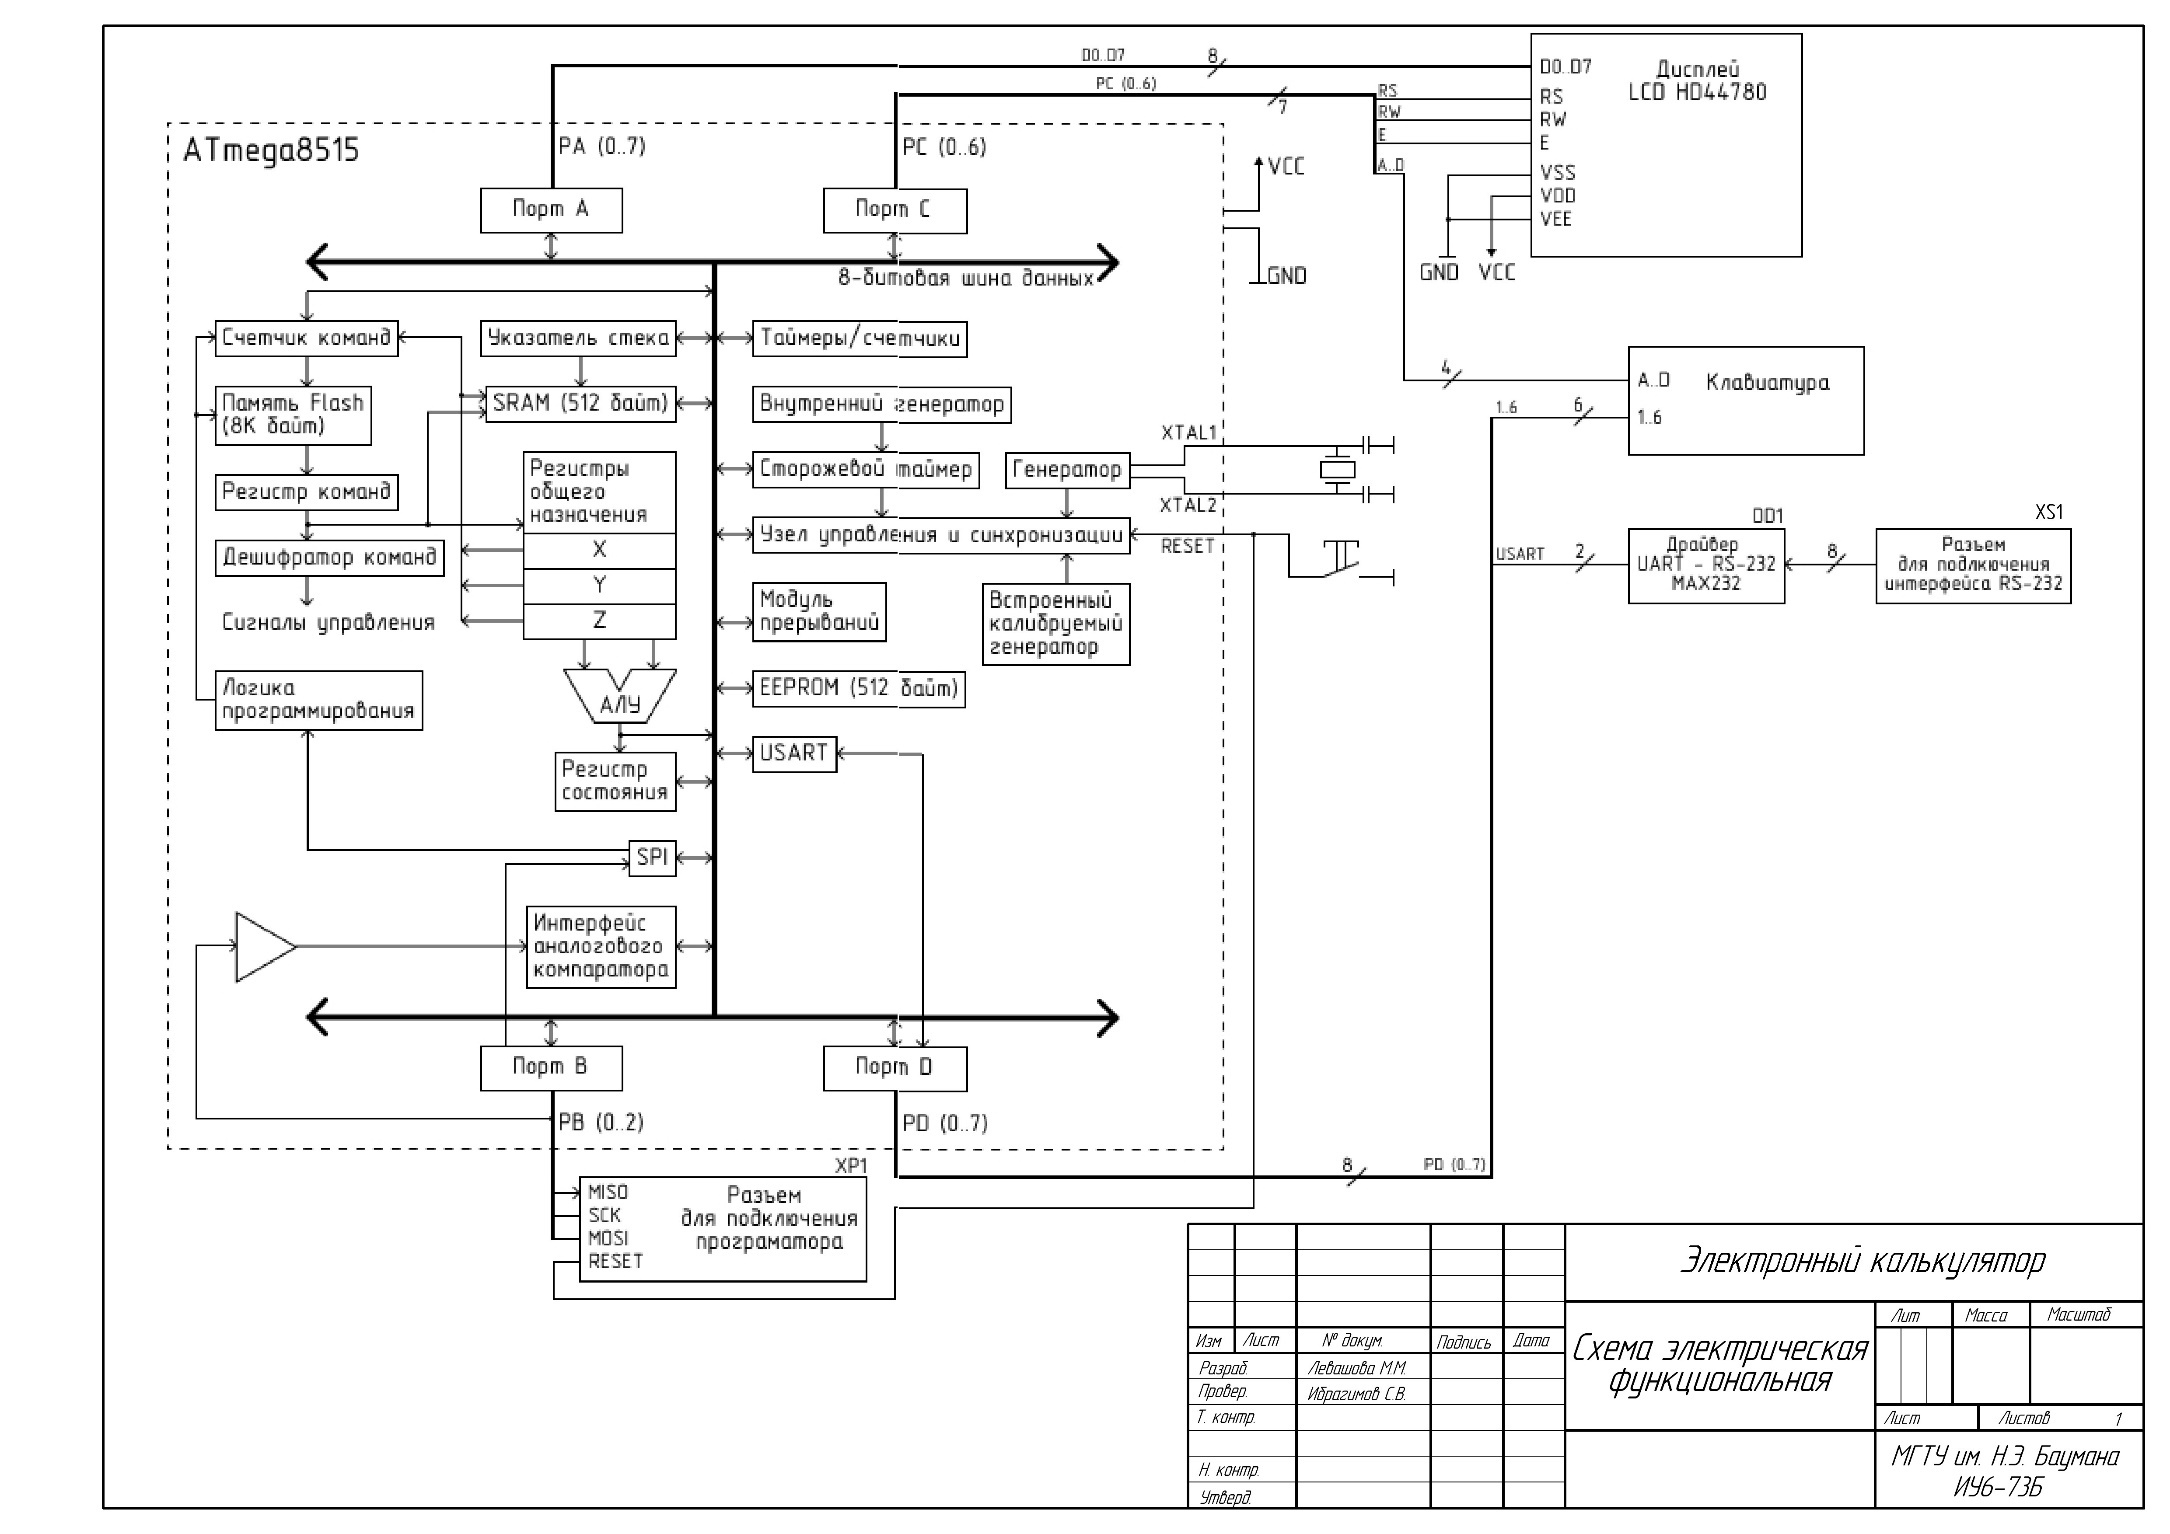 D0..D7
8
PC (0..6)
7
RS
RW
E
A..D
D0..D7
RS
RW
E
VSS
VDD
VEE
Дисплей
LCD HD44780
GND
VCC
ATmega8515
PA (0..7)
PC (0..6)
VCC
GND
Порт A
Порт C
8-битовая шина данных
Счетчик команд
Указатель стека
Таймеры/счетчики
Память Flash
(8К байт)
SRAM (512 байт)
Внутренний генератор
Регистр команд
Регистры
общего
назначения
X
Y
Z
Сторожевой таймер
Генератор
XTAL1
XTAL2
Дешифратор команд
Узел управления и синхронизации
RESET
Сигналы управления
Модуль
прерываний
Встроенный
калибруемый
генератор
Логика
программирования
АЛУ
EEPROM (512 байт)
USART
Регистр
состояния
SPI
Интерфейс
аналогового
компаратора
Порт B
Порт D
PB (0..2)
PD (0..7)
4
A..D
Клавиатура
1..6
6
1..6
USART
2
DD1
Драйвер
UART - RS-232
MAX232
8
XS1
Разъем
для подлкючения
интерфейса RS-232
8
PD (0..7)
XP1
MISO
SCK
MOSI
RESET
Разъем
для подключения
програматора
Электронный калькулятор
Схема электрическая
функциональная
Лит
Масса
Масштаб
Изм
Лист
№ докум.
Подпись
Дата
Разраб.
Левашова М.М.
Провер.
Ибрагимов С.В.
Т. контр.
Н. контр.
Утверд.
Лист
Листов
1
МГТУ им. Н.Э. Баумана
ИУ6-73Б